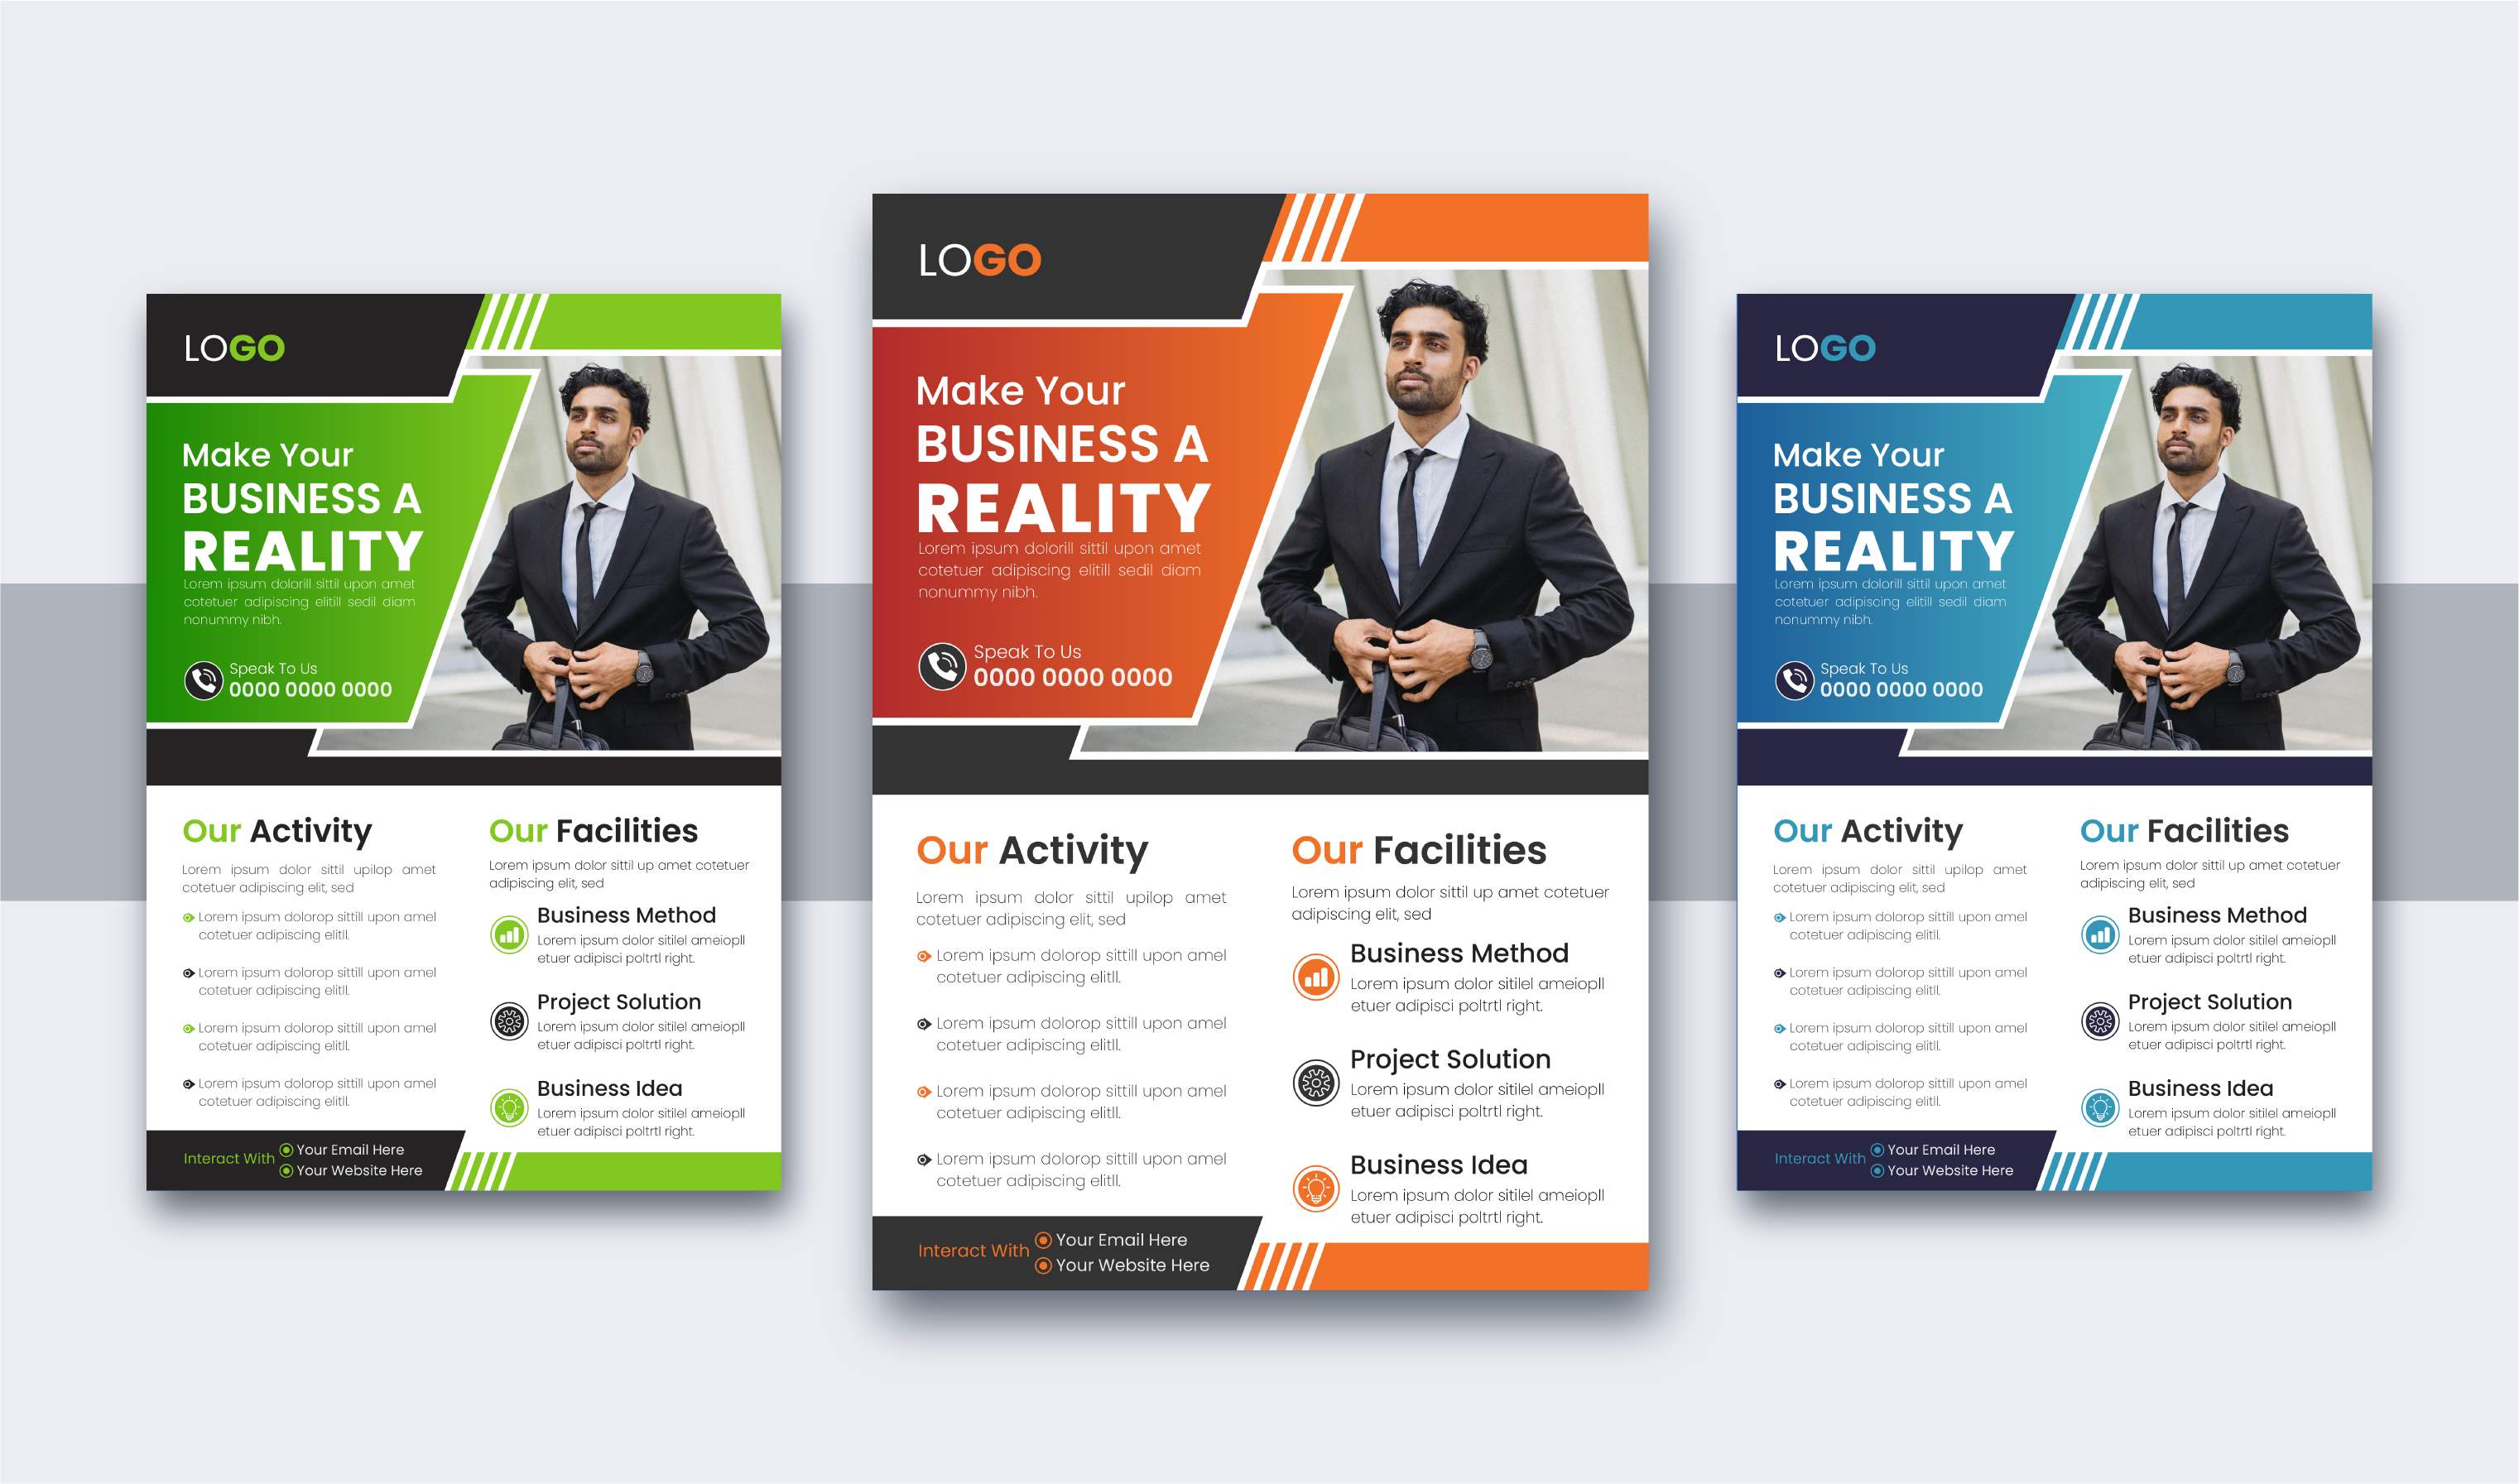 LOGO
Make Your
BUSINESS A
REALITY
Lorem ipsum dolorill sittil upon amet
cotetuer adipiscing elitill sedil diam
nonummy nibh.
Speak To Us
0000 0000 0000
Our Activity
Lorem ipsum dolor sittil upilop amet
cotetuer adipiscing elit, sed
Lorem ipsum dolorop sittill upon amel
cotetuer adipiscing elitll.
Lorem ipsum dolorop sittill upon amel
cotetuer adipiscing elitll.
Lorem ipsum dolorop sittill upon amel
cotetuer adipiscing elitll.
Lorem ipsum dolorop sittill upon amel
cotetuer adipiscing elitll.
Our Facilities
Lorem ipsum dolor sittil up amet cotetuer
adipiscing elit, sed
Business Method
Lorem ipsum dolor sitilel ameiopll
etuer adipisci poltrtl right.
Project Solution
Lorem ipsum dolor sitilel ameiopll
etuer adipisci poltrtl right.
Business Idea
Lorem ipsum dolor sitilel ameiopll
etuer adipisci poltrtl right.
Interact With
Your Email Here
Your Website Here
LOGO
Make Your
BUSINESS A
REALITY
Lorem ipsum dolorill sittil upon amet
cotetuer adipiscing elitill sedil diam
nonummy nibh.
Speak To Us
0000 0000 0000
Our Activity
Lorem ipsum dolor sittil upilop amet
cotetuer adipiscing elit, sed
Lorem ipsum dolorop sittill upon amel
cotetuer adipiscing elitll.
Lorem ipsum dolorop sittill upon amel
cotetuer adipiscing elitll.
Lorem ipsum dolorop sittill upon amel
cotetuer adipiscing elitll.
Lorem ipsum dolorop sittill upon amel
cotetuer adipiscing elitll.
Our Facilities
Lorem ipsum dolor sittil up amet cotetuer
adipiscing elit, sed
Business Method
Lorem ipsum dolor sitilel ameiopll
etuer adipisci poltrtl right.
Project Solution
Lorem ipsum dolor sitilel ameiopll
etuer adipisci poltrtl right.
Business Idea
Lorem ipsum dolor sitilel ameiopll
etuer adipisci poltrtl right.
Interact With
Your Email Here
Your Website Here
LOGO
Make Your
BUSINESS A
REALITY
Lorem ipsum dolorill sittil upon amet
cotetuer adipiscing elitill sedil diam
nonummy nibh.
Speak To Us
0000 0000 0000
Our Activity
Lorem ipsum dolor sittil upilop amet
cotetuer adipiscing elit, sed
Lorem ipsum dolorop sittill upon amel
cotetuer adipiscing elitll.
Lorem ipsum dolorop sittill upon amel
cotetuer adipiscing elitll.
Lorem ipsum dolorop sittill upon amel
cotetuer adipiscing elitll.
Lorem ipsum dolorop sittill upon amel
cotetuer adipiscing elitll.
Our Facilities
Lorem ipsum dolor sittil up amet cotetuer
adipiscing elit, sed
Business Method
Lorem ipsum dolor sitilel ameiopll
etuer adipisci poltrtl right.
Project Solution
Lorem ipsum dolor sitilel ameiopll
etuer adipisci poltrtl right.
Business Idea
Lorem ipsum dolor sitilel ameiopll
etuer adipisci poltrtl right.
Interact With
Your Email Here
Your Website Here